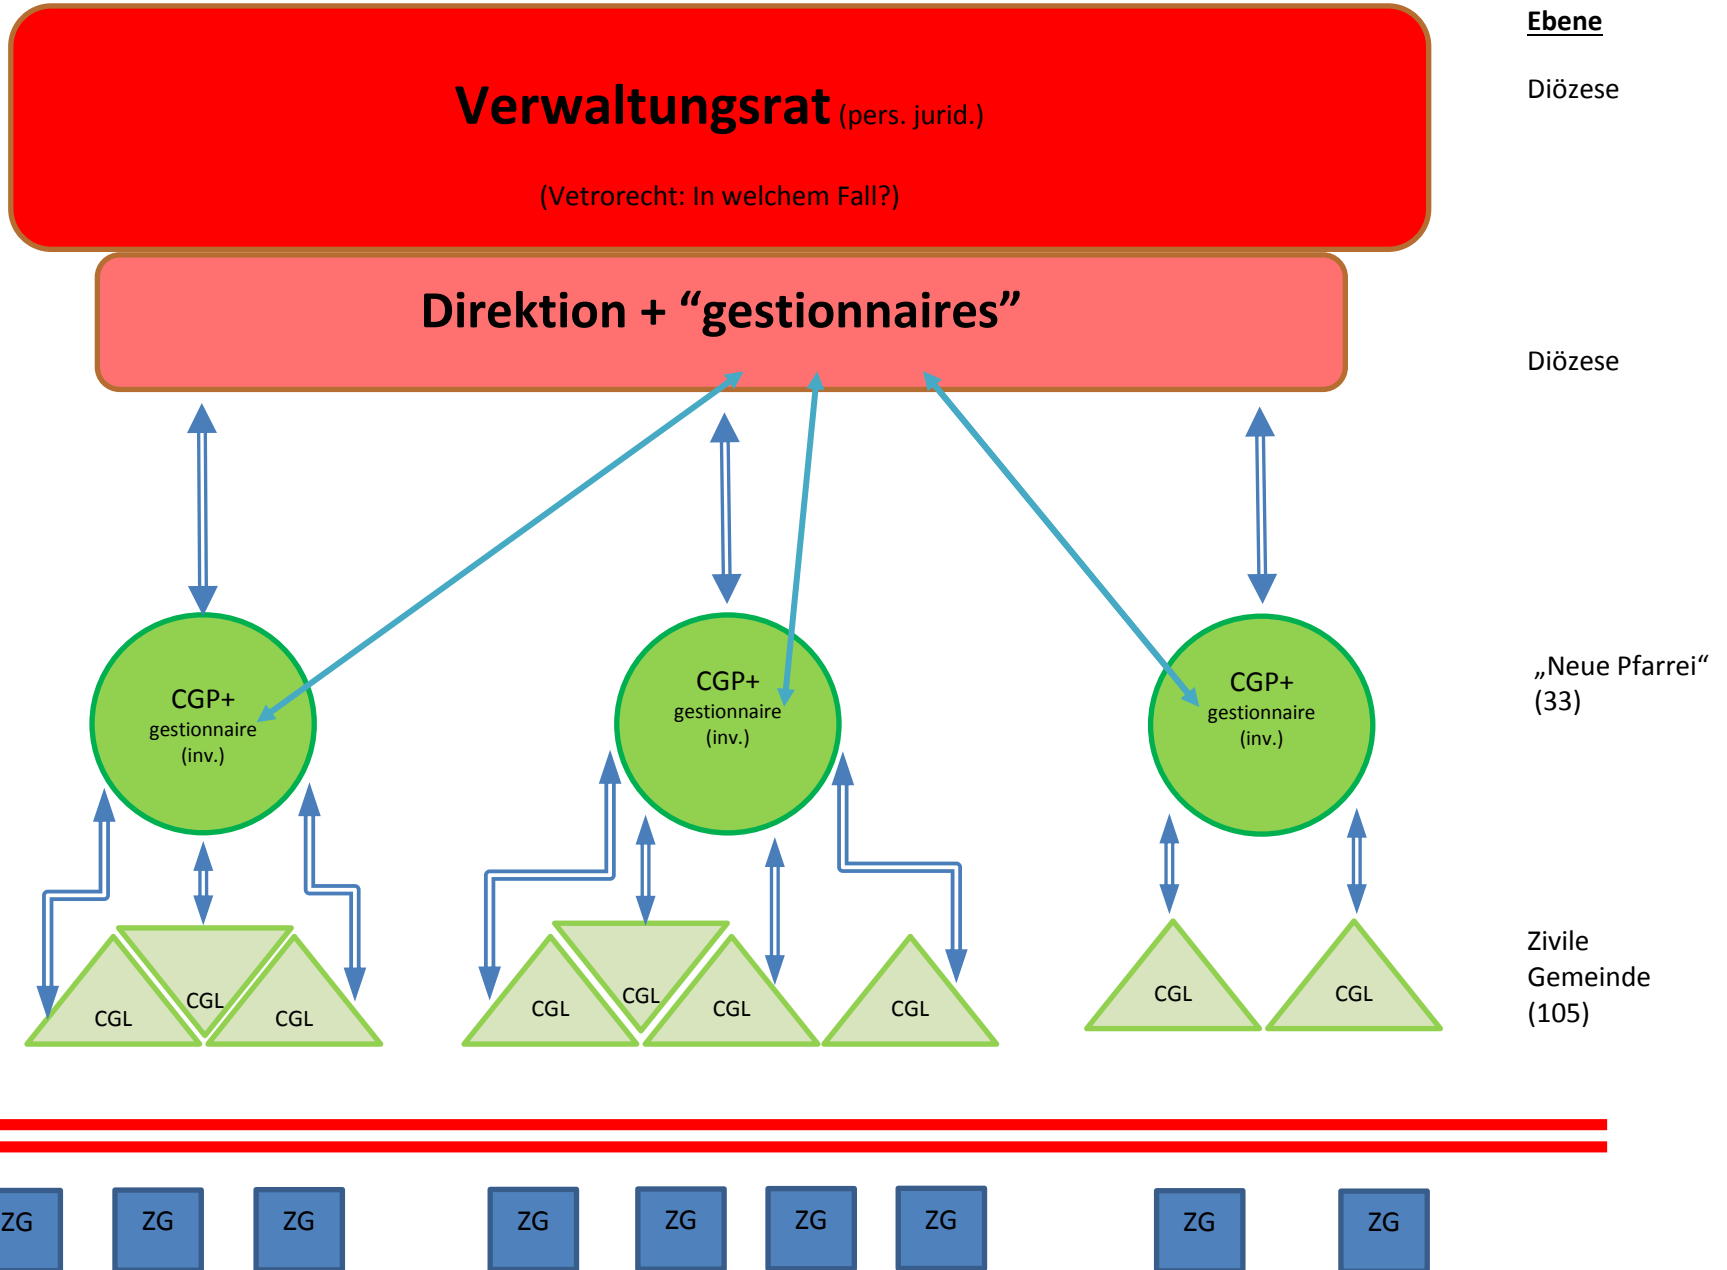 Ebene
Verwaltungsrat (pers. jurid.)
Diözese
(Vetrorecht: In welchem Fall?)
Direktion + “gestionnaires”
Diözese
CGP+
gestionnaire
(inv.)
CGP+
gestionnaire
(inv.)
CGP+
gestionnaire
(inv.)
„Neue Pfarrei“
(33)
CGL
CGL
CGL
CGL
CGL
CGL
CGL
CGL
CGL
Zivile
Gemeinde
(105)
ZG
ZG
ZG
ZG
ZG
ZG
ZG
ZG
ZG